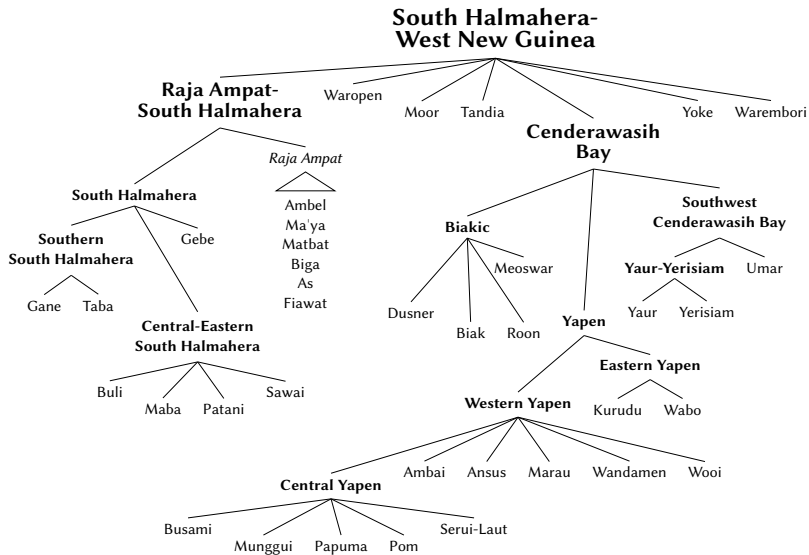 South Halmahera-
West New Guinea
Raja Ampat-
South Halmahera
Waropen
Moor
Tandia
Cenderawasih
Bay
Yoke
Warembori
South Halmahera
Raja Ampat
Ambel
Maˈya
Matbat
Biga
As
Fiawat
Southern
South Halmahera
Gebe
Gane
Taba
Central-Eastern
South Halmahera
Buli
Maba
Patani
Sawai
Biakic
Dusner
Biak
Roon
Meoswar
Southwest
Cenderawasih Bay
Yaur-Yerisiam
Umar
Yaur
Yerisiam
Yapen
Eastern Yapen
Kurudu
Wabo
Western Yapen
Ambai
Ansus
Marau
Wandamen
Wooi
Central Yapen
Busami
Munggui
Papuma
Pom
Serui-Laut